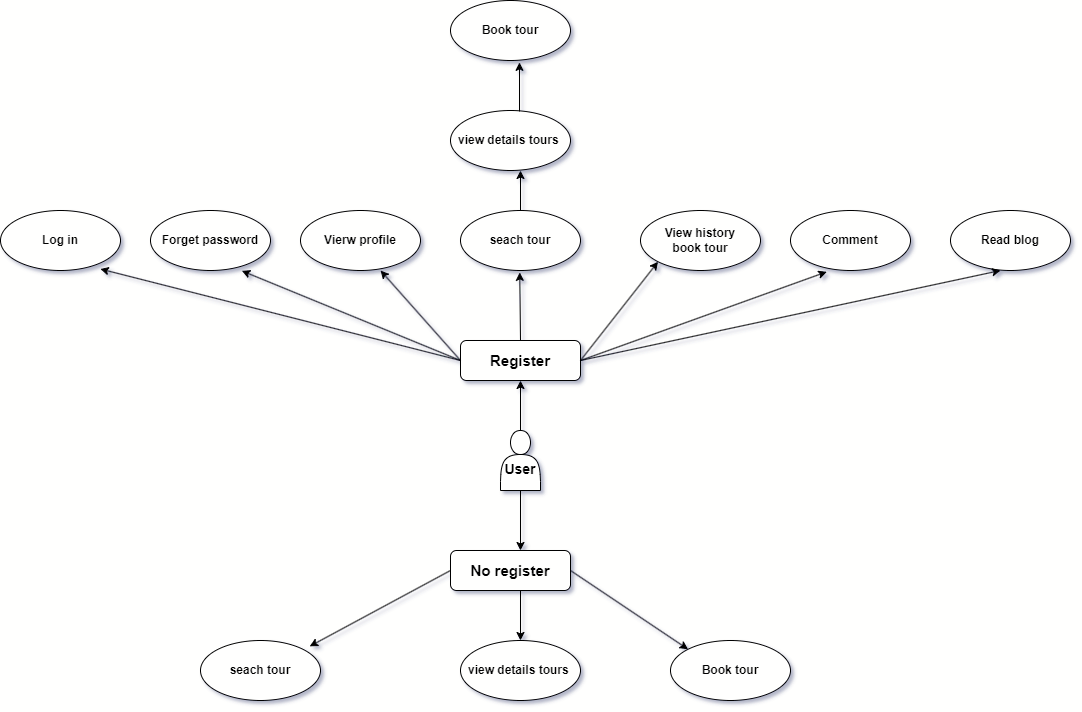 Book tour
view details tours
Log in
Forget password
Vierw profile
seach tour
View history
book tour
Comment
Read blog
Register
User
No register
seach tour
view details tours
Book tour